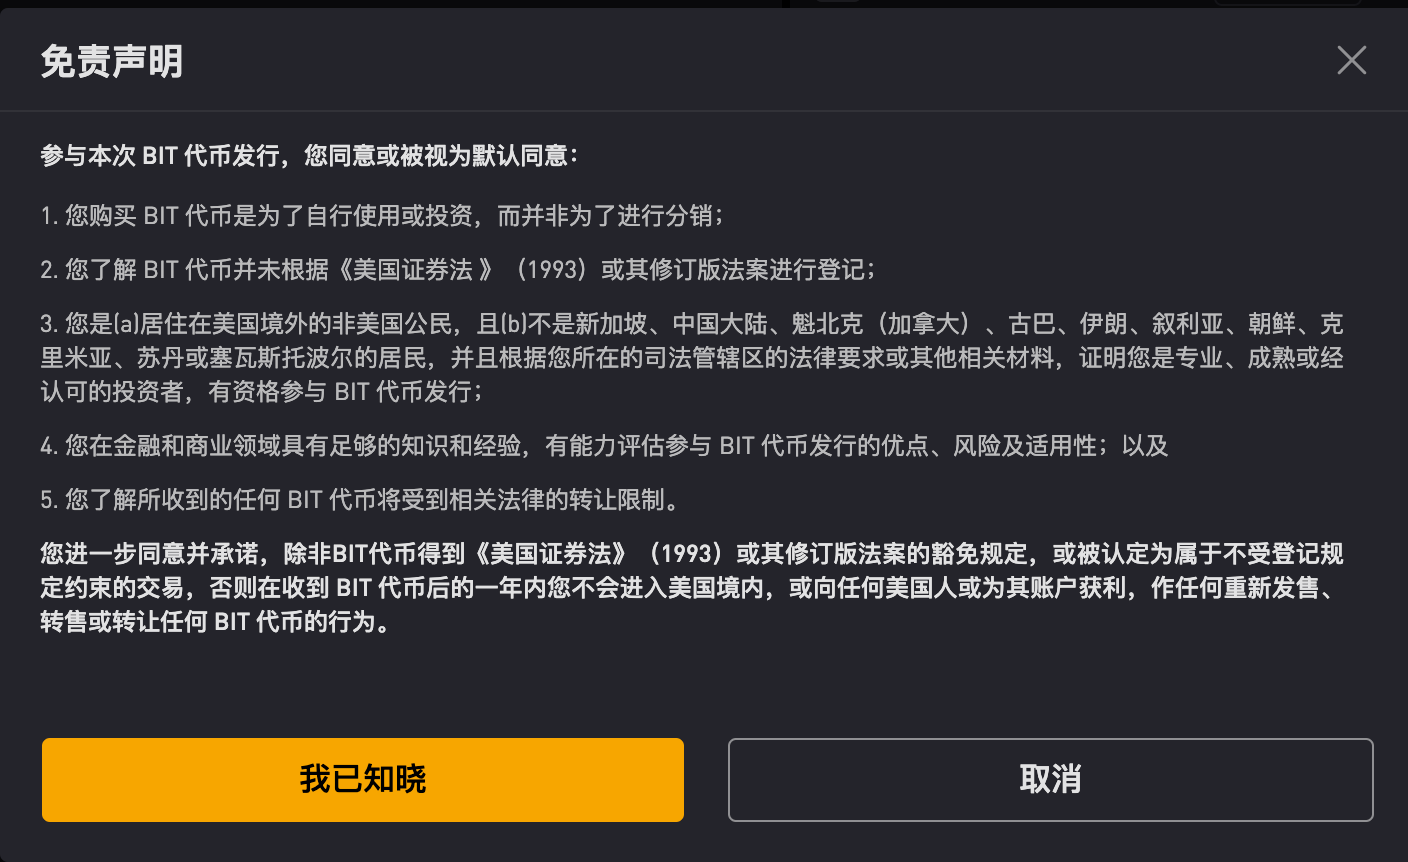 免责声明
参与本次 BIT 代币发行，您同意或被视为默认同意：
1. 您购买 BIT 代币是为了自行使用或投资，而并非为了进行分销；
2. 您了解 BIT 代币并未根据《美国证券法 》（1993）或其修订版法案进行登记；
3. 您是(a)居住在美国境外的非美国公民，且(b)不是新加坡、中国大陆、魁北克（加拿大）、古巴、伊朗、叙利亚、朝鲜、克
里米亚、苏丹或塞瓦斯托波尔的居民，并且根据您所在的司法管辖区的法律要求或其他相关材料，证明您是专业、成熟或经
认可的投资者，有资格参与 BIT 代币发行；
4. 您在金融和商业领域具有足够的知识和经验，有能力评估参与 BIT 代币发行的优点、风险及适用性；以及
5. 您了解所收到的任何 BIT 代币将受到相关法律的转让限制。
您进一步同意并承诺，除非BIT代币得到《美国证券法》（1993）或其修订版法案的豁免规定，或被认定为属于不受登记规
定约束的交易，否则在收到 BIT 代币后的一年内您不会进入美国境内，或向任何美国人或为其账户获利，作任何重新发售、
转售或转让任何 BIT 代币的行为。
我已知晓
取消